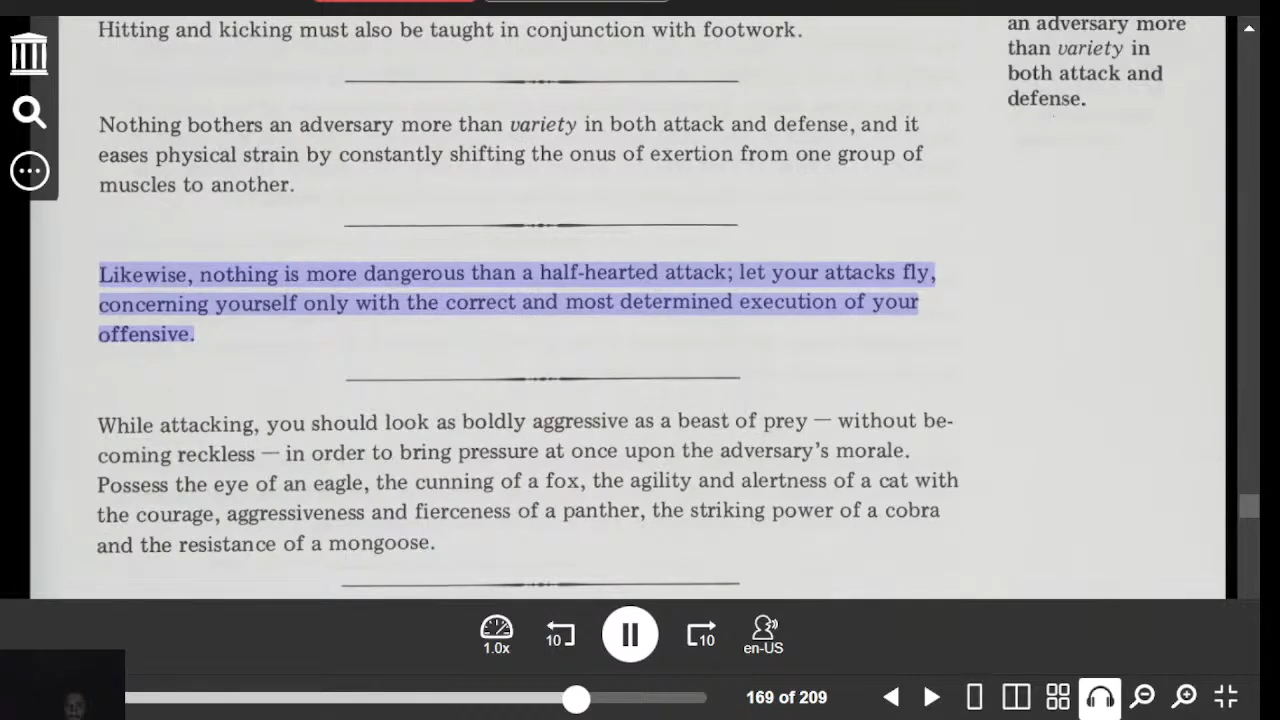 Hitting and kicking must also be taught in conjunction with footwork.
an adversary more
than variety in
both attack and
defense.
Nothing bothers an adversary more than variety in both attack and defense, and it
eases physical strain by constantly shifting the onus of exertion from one group of
muscles to another.
Likewise, nothing is more dangerous than a half-hearted attack; let your attacks fly,
concerning yourself only with the correct and most determined execution of your
offensive.
While attacking, you should look as boldly aggressive as a beast of prey — without be-
coming reckless — in order to bring pressure at once upon the adversary's morale.
Possess the eye of an eagle, the cunning of a fox, the agility and alertness of a cat with
the courage, aggressiveness and fierceness of a panther, the striking power of a cobra
and the resistance of a mongoose.
1.0x
10
10
en-US
169 of 209